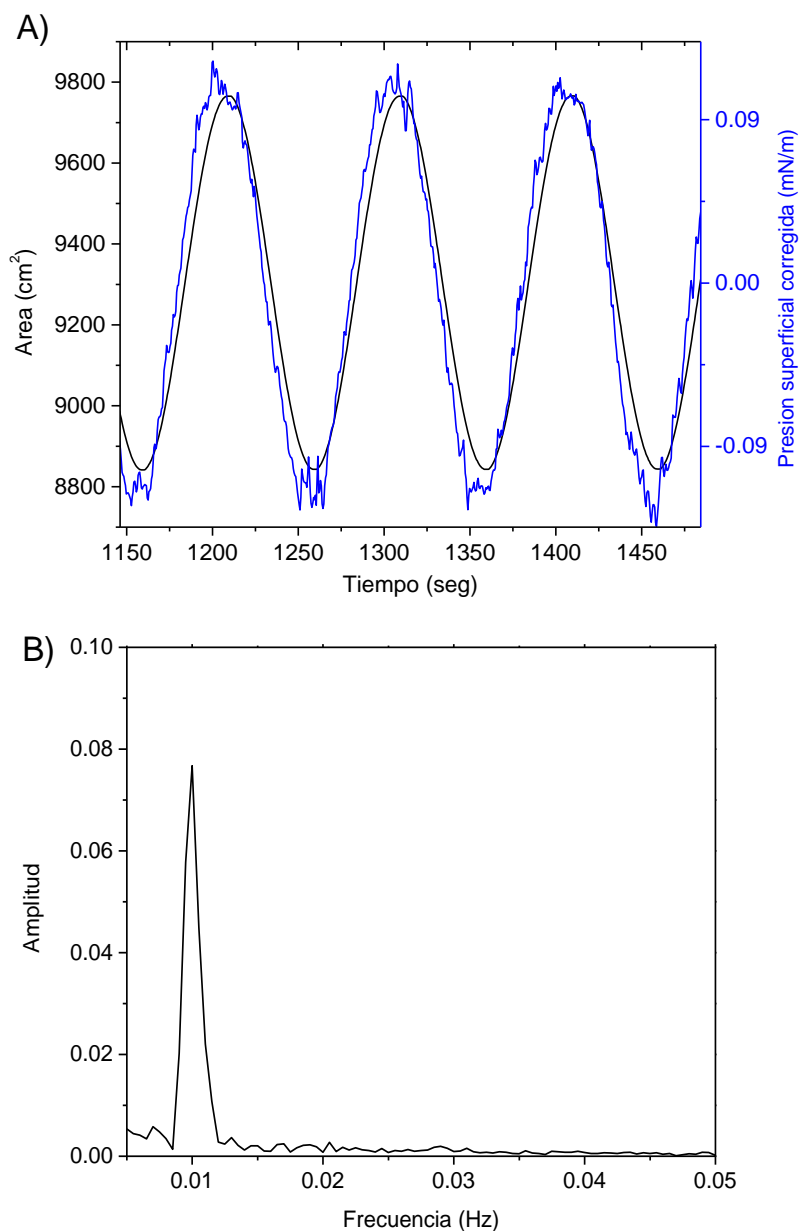 A)
9800
9600
9400
9200
9000
8800
Area (cm²)
0.09
0.00
-0.09
Presion superficial corregida (mN/m)
1150 1200 1250 1300 1350 1400 1450
Tiempo (seg)
B)
0.10
0.08
0.06
0.04
0.02
0.00
Amplitud
0.01 0.02 0.03 0.04 0.05
Frecuencia (Hz)